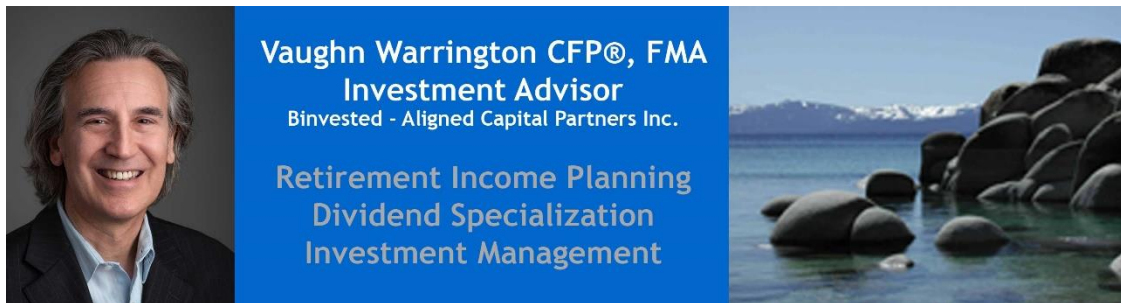 Vaughn Warrington CFP®, FMA
Investment Advisor
Binvested - Aligned Capital Partners Inc.
Retirement Income Planning
Dividend Specialization
Investment Management